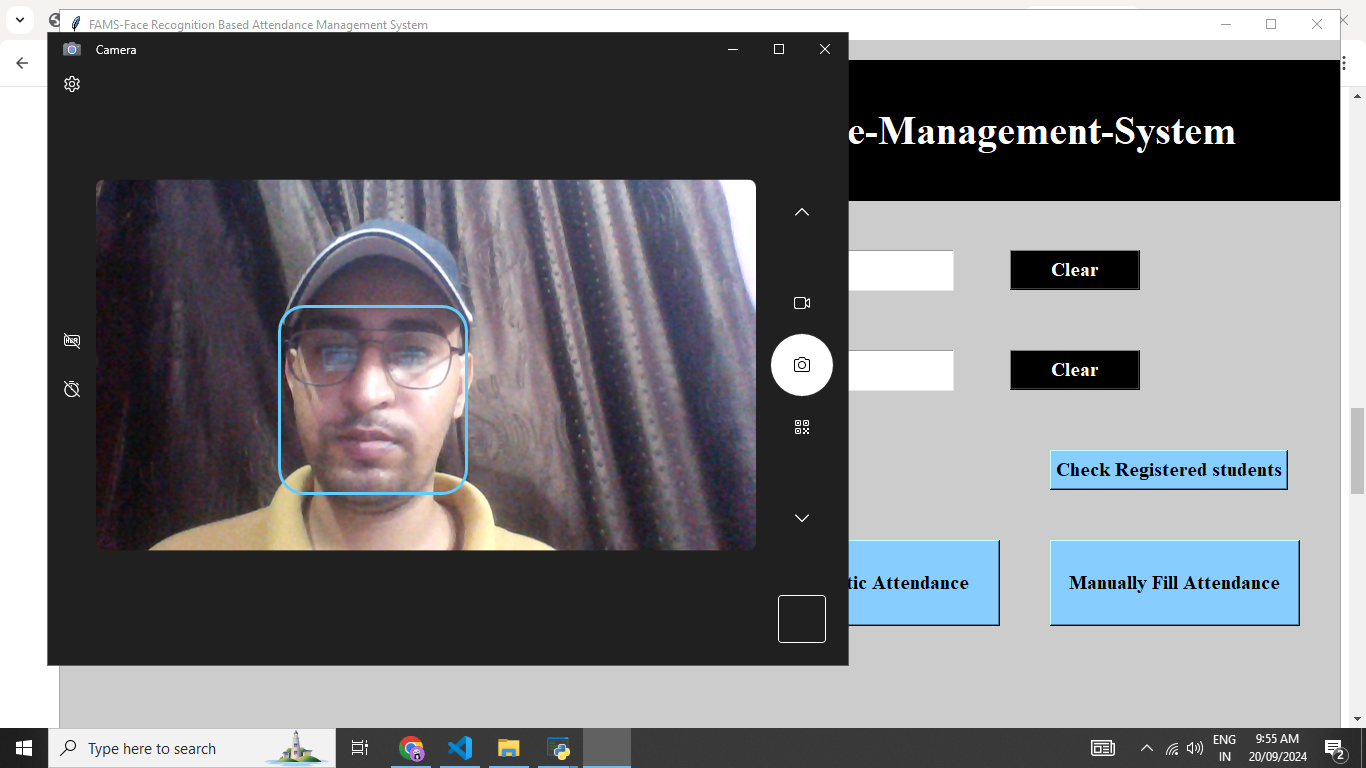 FAMS-Face Recognition Based Attendance Management System
Camera
e-Management-System
HDR
Clear
Clear
Check Registered students
tic Attendance
Manually Fill Attendance
Type here to search
ENG
IN
9:55 AM
20/09/2024
2